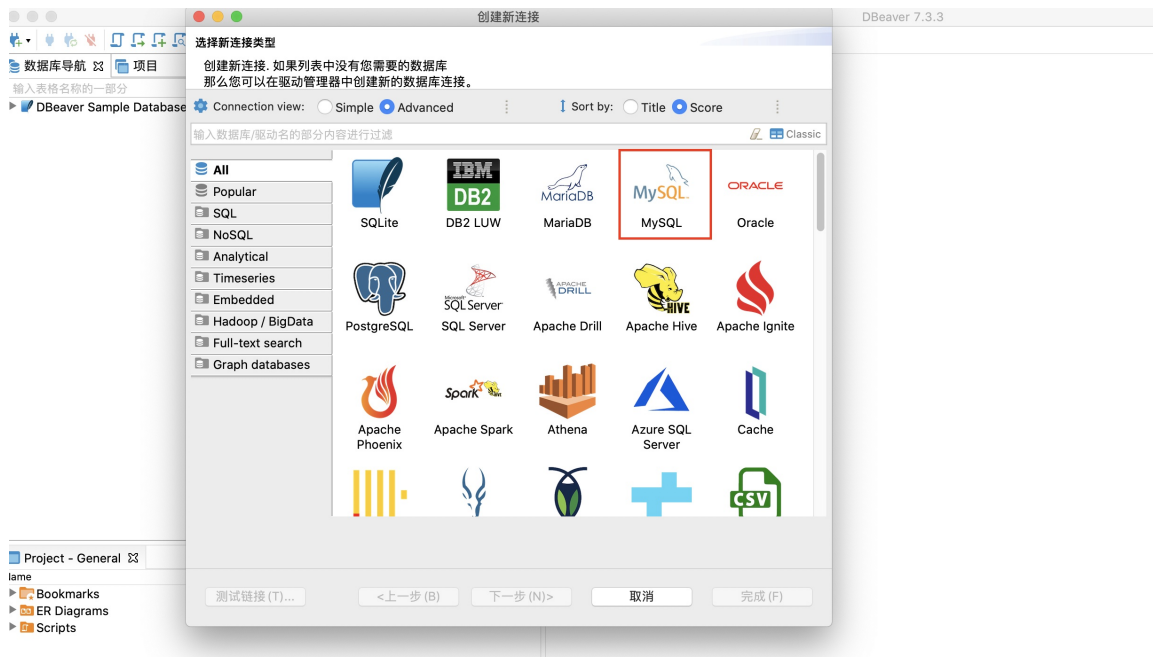 创建新连接
DBeaver 7.3.3
选择新连接类型
创建新连接. 如果列表中没有您需要的数据库
那么您可以在驱动管理器中创建新的数据库连接。
数据库导航
项目
输入表格名称的一部分
DBeaver Sample Database
Connection view: Simple Advanced Sort by: Title Score
输入数据库/驱动名的部分内容进行过滤
Classic
All
Popular
SQL
NoSQL
Analytical
Timeseries
Embedded
Hadoop / BigData
Full-text search
Graph databases
IBM
DB2
MariaDB
MySQL
ORACLE
SQLite DB2 LUW MariaDB MySQL Oracle
Microsoft
SQL Server
APACHE
DRILL
HIVE
PostgreSQL SQL Server Apache Drill Apache Hive Apache Ignite
Spark
HIVE
Apache Phoenix
Apache Spark
Athena
Azure SQL Server
Cache
CSV
Project - General
lame
Bookmarks
ER Diagrams
Scripts
测试链接 (T)... <上一步 (B) 下一步 (N)> 取消 完成 (F)